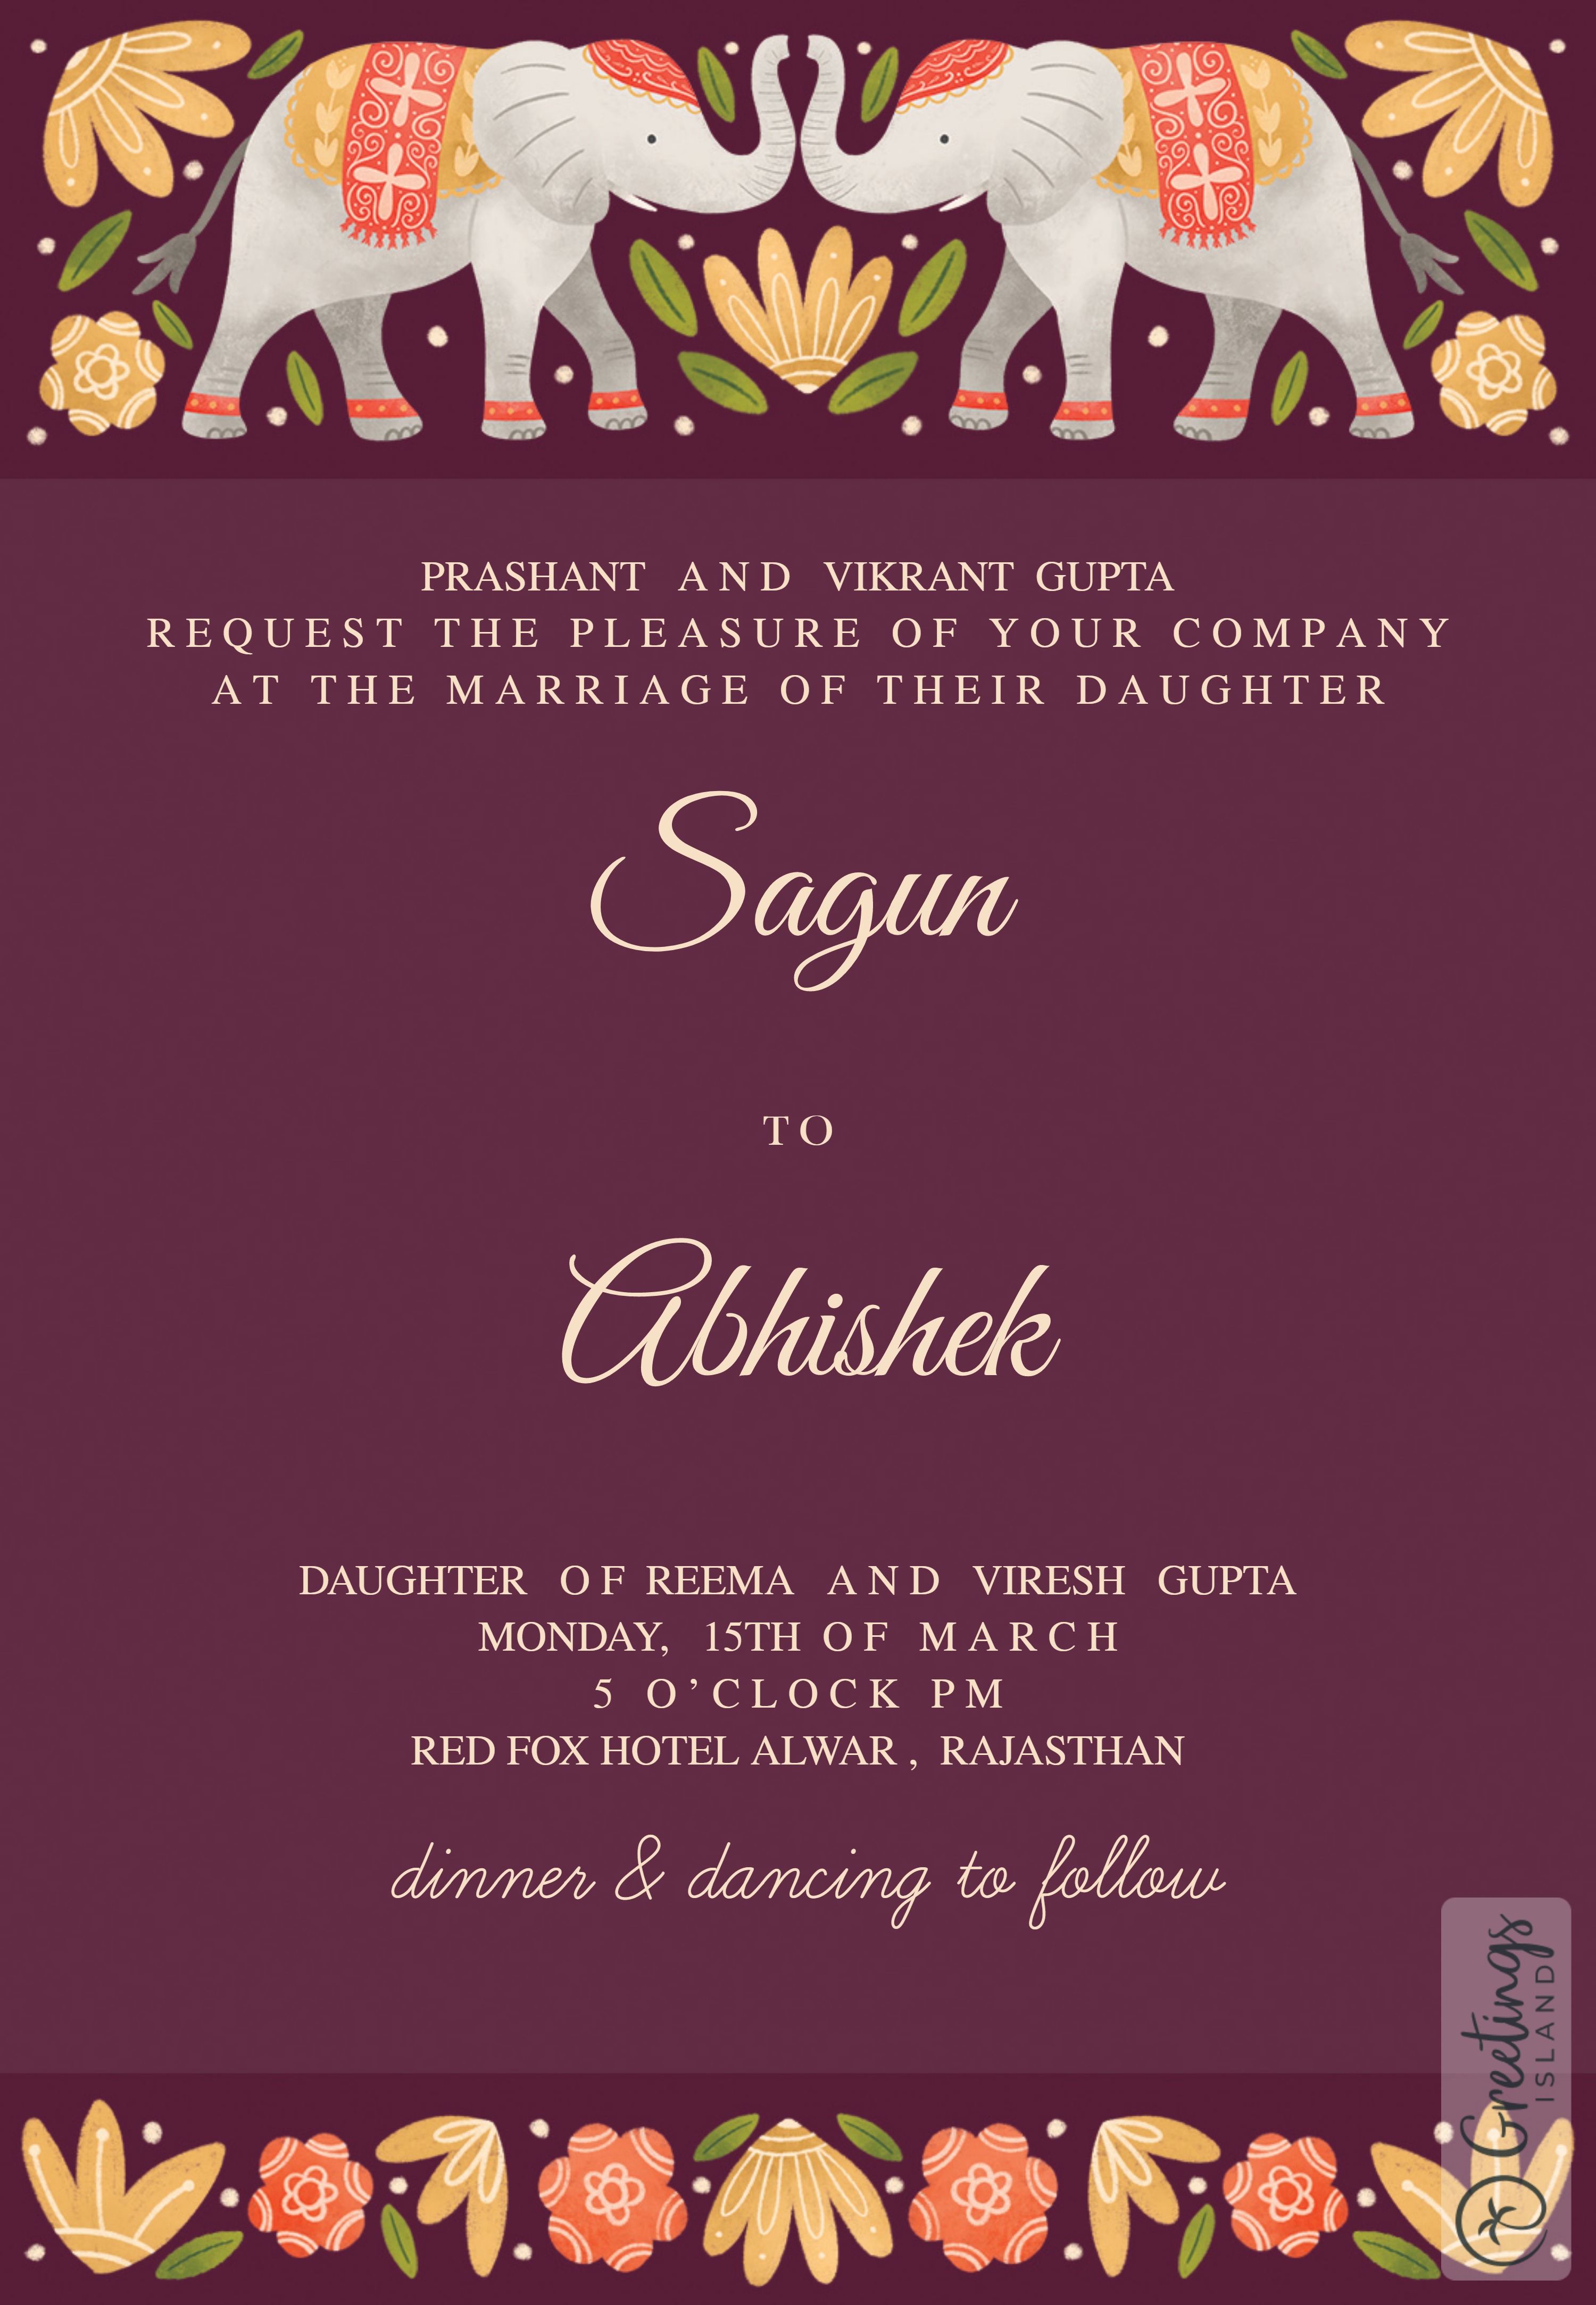 PRASHANT AND VIKRANT GUPTA
REQUEST THE PLEASURE OF YOUR COMPANY
AT THE MARRIAGE OF THEIR DAUGHTER
Sagun
TO
Abhishek
DAUGHTER OF REEMA AND VIRESH GUPTA
MONDAY, 15TH OF MARCH
5 O’CLOCK PM
RED FOX HOTEL ALWAR , RAJASTHAN
dinner & dancing to follow
Greetings
ISLAND